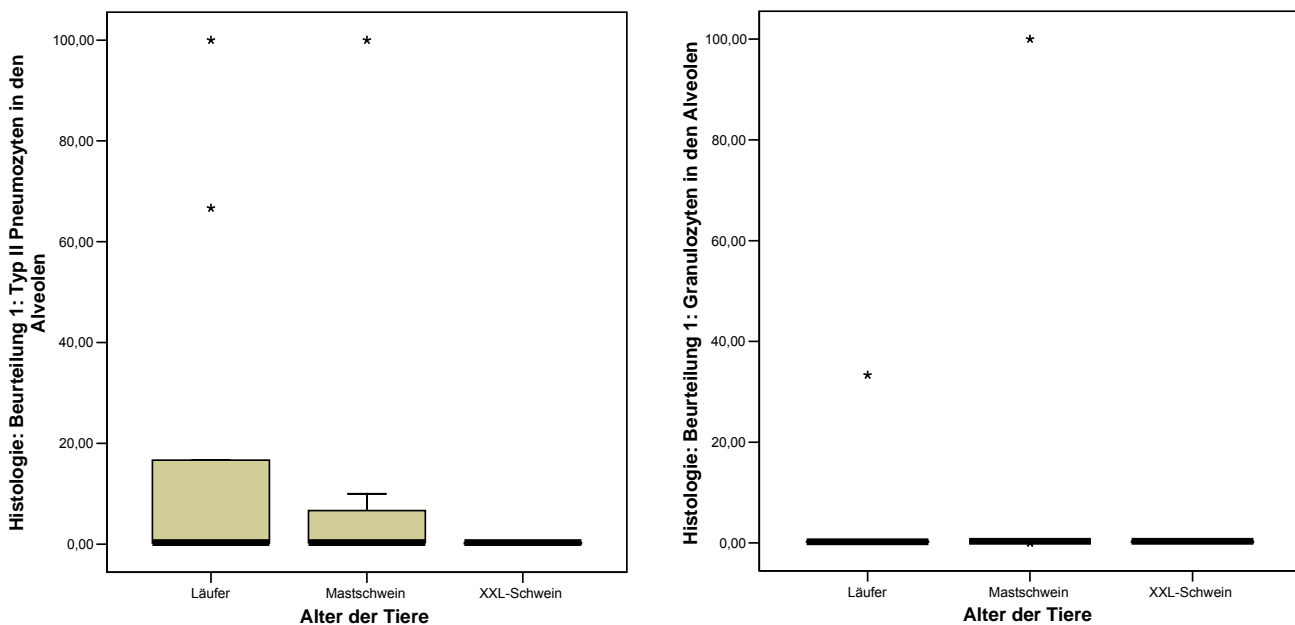 Histologie: Beurteilung 1: Typ II Pneumozyten in den
Alveolen
100,00
80,00
60,00
40,00
20,00
0,00
Läufer
Mastschwein
XXL-Schwein
Alter der Tiere
Histologie: Beurteilung 1: Granulozyten in den Alveolen
100,00
80,00
60,00
40,00
20,00
0,00
Läufer
Mastschwein
XXL-Schwein
Alter der Tiere